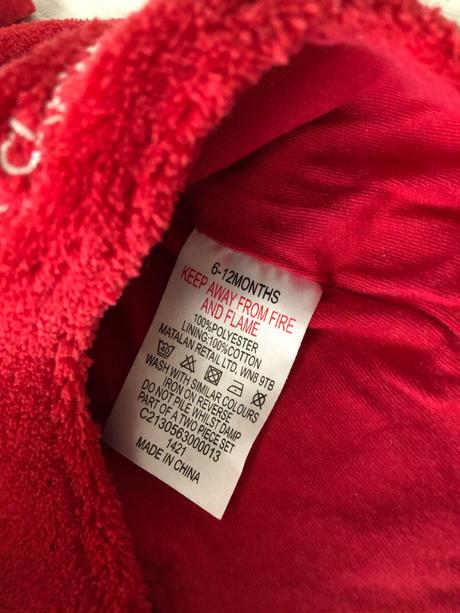 6-12MONTHS
KEEP AWAY FROM FIRE
AND FLAME
100%POLYESTER
LINING:100%COTTON
MATALAN RETAIL LTD. WN8 9TB
40
WASH WITH SIMILAR COLOURS
IRON ON REVERSE
DO NOT PILE WHILST DAMP
PART OF A TWO PIECE SET
C2130563000013
1421
MADE IN CHINA